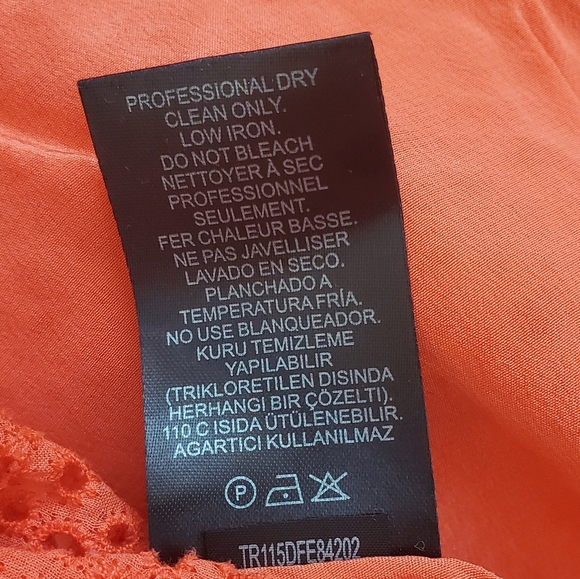 PROFESSIONAL DRY
CLEAN ONLY.
LOW IRON.
DO NOT BLEACH
NETTOYER À SEC
PROFESSIONNEL
SEULEMENT.
FER CHALEUR BASSE.
NE PAS JAVELLISER
LAVADO EN SECO.
PLANCHADO A
TEMPERATURA FRÍA.
NO USE BLANQUEADOR.
KURU TEMIZLEME
YAPILABILIR
(TRIKLORETILEN DISINDA
HERHANGI BIR ÇÖZELTI).
110 C ISIDA ÜTÜLENEBILIR.
AGARTICI KULLANILMAZ
P
TR115DFE84202